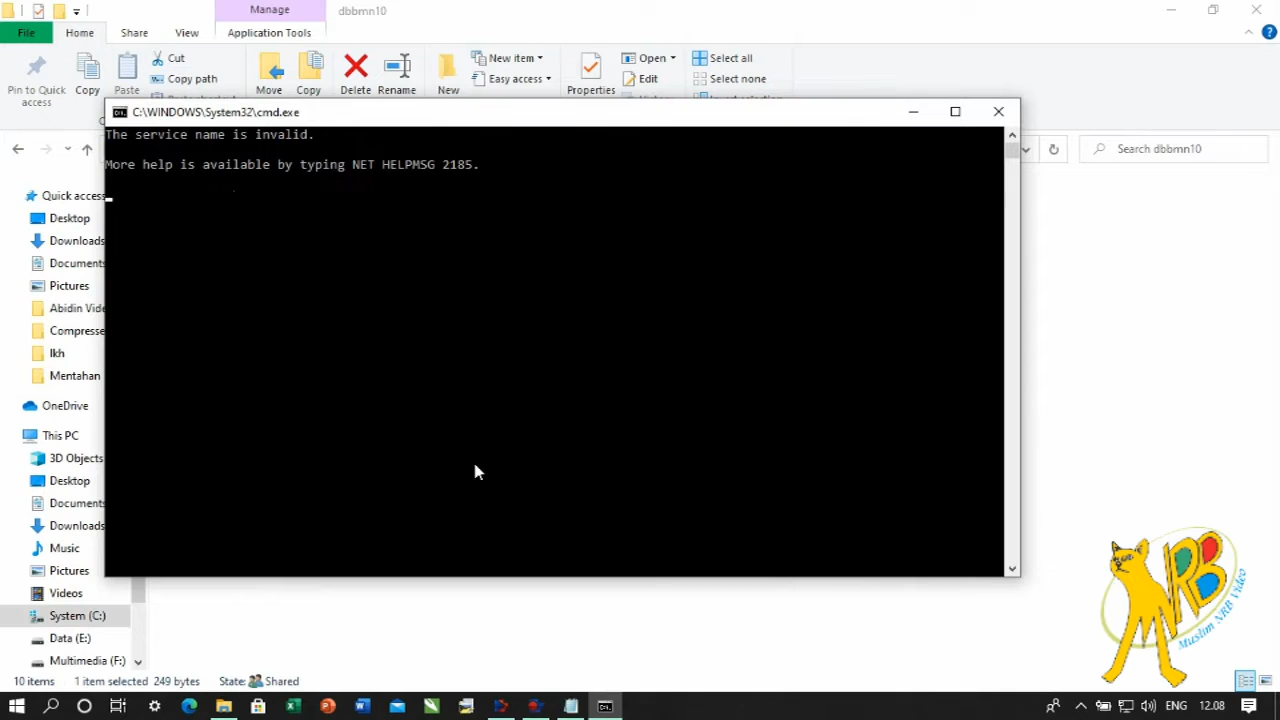 Manage
dbbmn10
File
Home
Share
View
Application Tools
Pin to Quick
access
Copy
Paste
Cut
Copy path
Move
Copy
Delete
Rename
New
New item
Easy access
Properties
Open
Edit
Select all
Select none
C:\WINDOWS\System32\cmd.exe
The service name is invalid.
More help is available by typing NET HELPMSG 2185.
Search dbbmn10
Quick access
Desktop
Downloads
Documents
Pictures
Abidin Vide
Compresse
Ikh
Mentahan
OneDrive
This PC
3D Objects
Desktop
Documents
Downloads
Music
Pictures
Videos
System (C:)
Data (E:)
Multimedia (F:)
NRB
Muslim NRB Video
10 items
1 item selected
249 bytes
State:
Shared
ENG
12.08